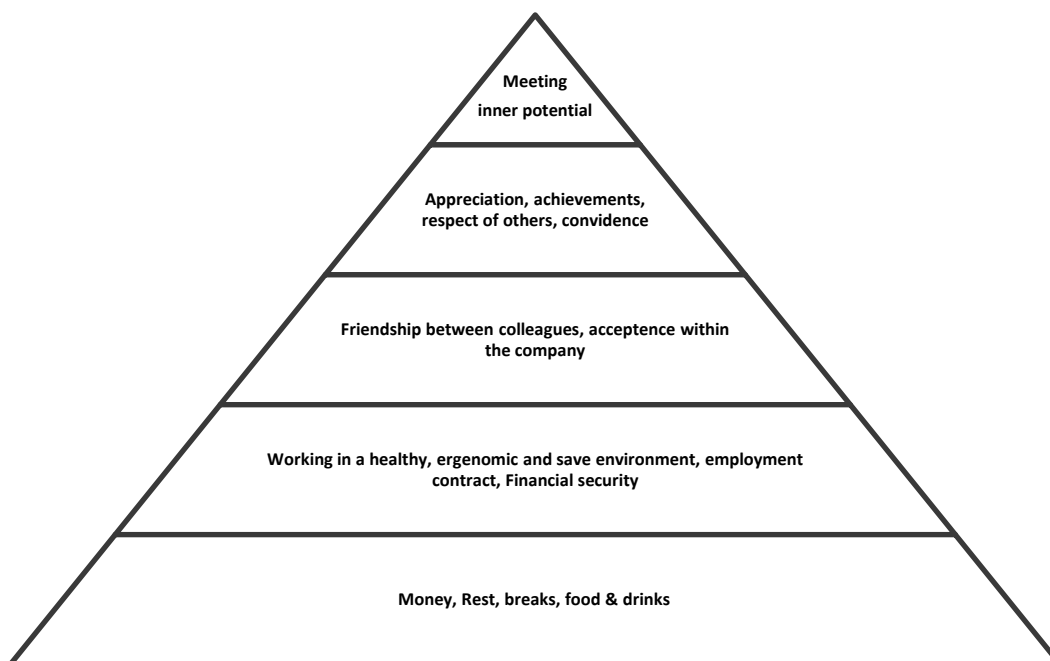 Meeting
inner potential
Appreciation, achievements,
respect of others, convidence
Friendship between colleagues, acceptence within
the company
Working in a healthy, ergenomic and save environment, employment
contract, Financial security
Money, Rest, breaks, food & drinks